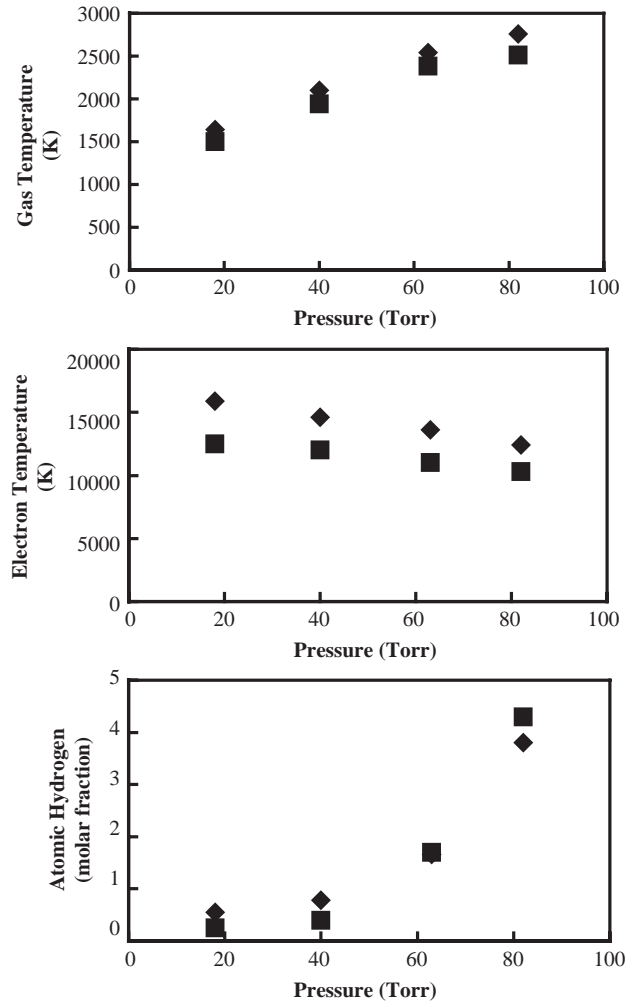 3000
2500
2000
1500
1000
500
0
Gas Temperature
(K)
0 20 40 60 80 100
Pressure (Torr)
20000
15000
10000
5000
0
Electron Temperature
(K)
0 20 40 60 80 100
Pressure (Torr)
5
4
3
2
1
0
Atomic Hydrogen
(molar fraction)
0 20 40 60 80 100
Pressure (Torr)